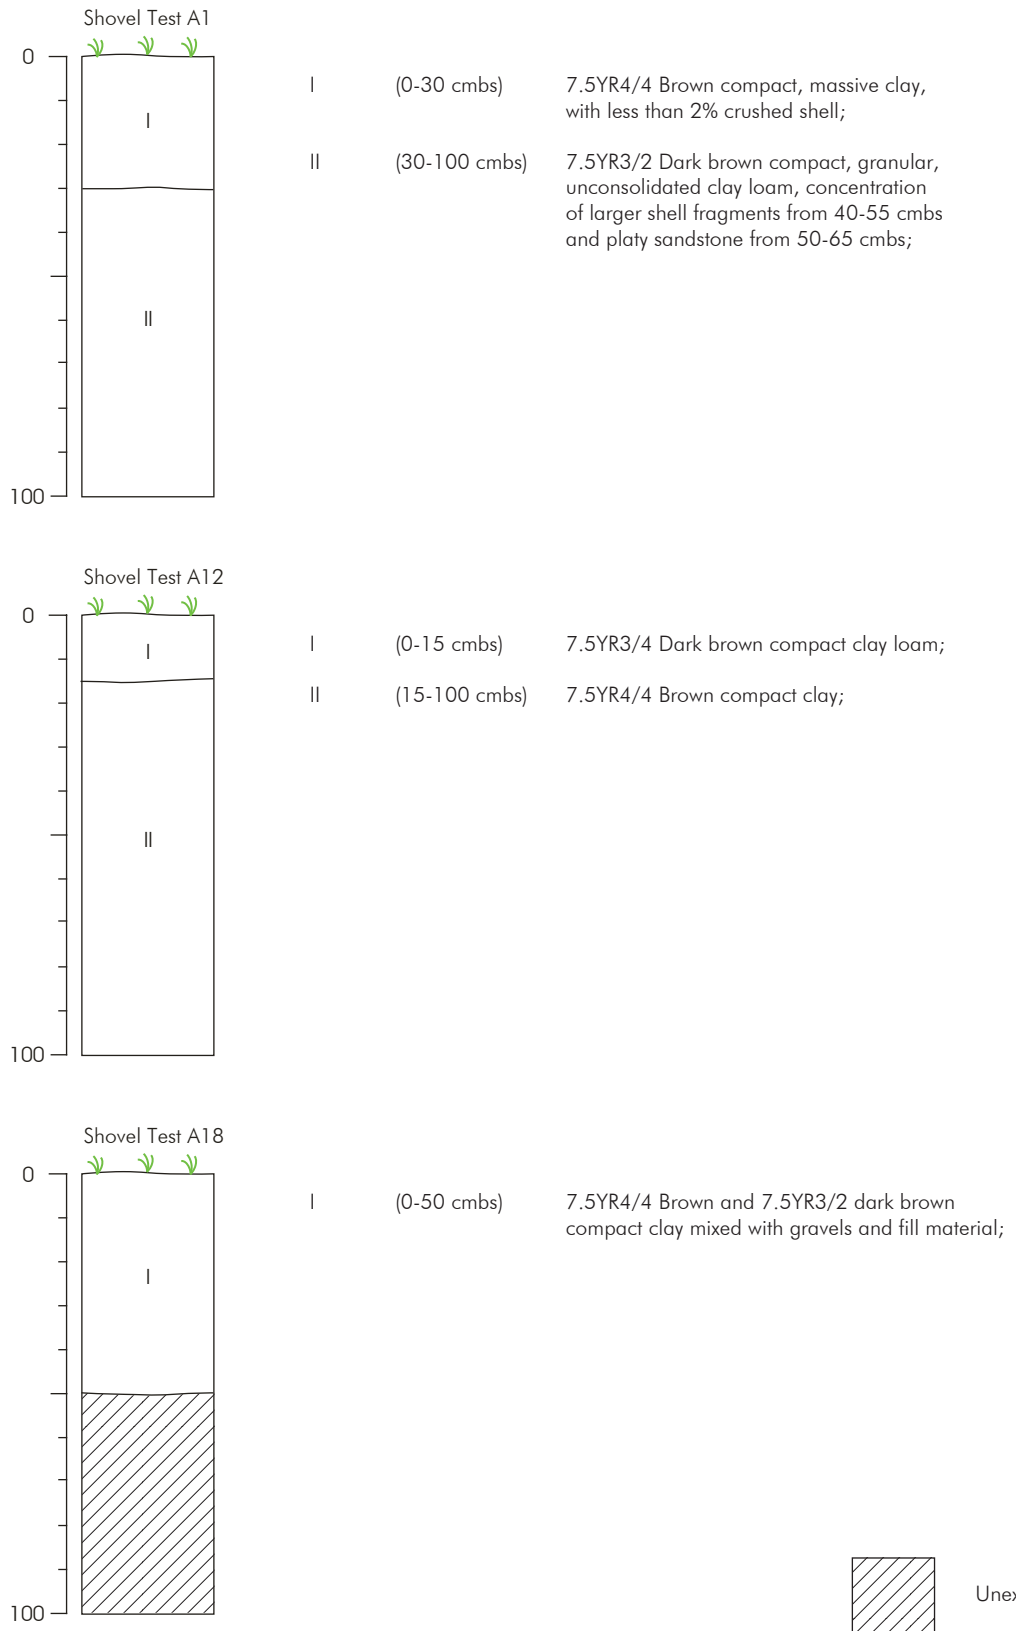 Shovel Test A1
0
I
II
100
I (0-30 cmbs) 7.5YR4/4 Brown compact, massive clay,
with less than 2% crushed shell;
II (30-100 cmbs) 7.5YR3/2 Dark brown compact, granular,
unconsolidated clay loam, concentration
of larger shell fragments from 40-55 cmbs
and platy sandstone from 50-65 cmbs;
Shovel Test A12
0
I
II
100
I (0-15 cmbs) 7.5YR3/4 Dark brown compact clay loam;
II (15-100 cmbs) 7.5YR4/4 Brown compact clay;
Shovel Test A18
0
I
100
I (0-50 cmbs) 7.5YR4/4 Brown and 7.5YR3/2 dark brown
compact clay mixed with gravels and fill material;